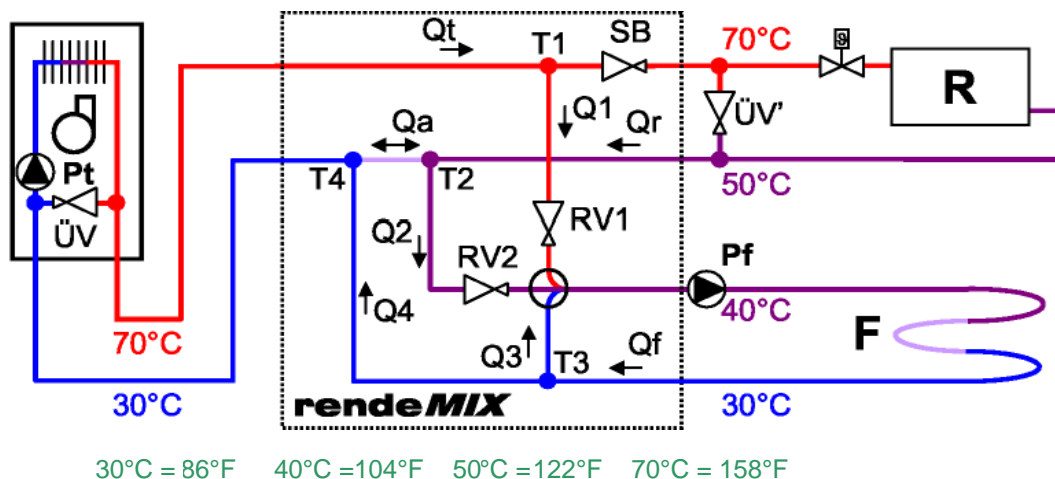 Qt
T1
SB
70°C
R
Q1
Qr
ÜV'
Qa
Pt
T4
T2
50°C
ÜV
Q2
RV1
RV2
Pf
Q4
40°C
70°C
Q3
T3
Qf
F
30°C
rendeMIX
30°C
30°C = 86°F 40°C =104°F 50°C =122°F 70°C = 158°F